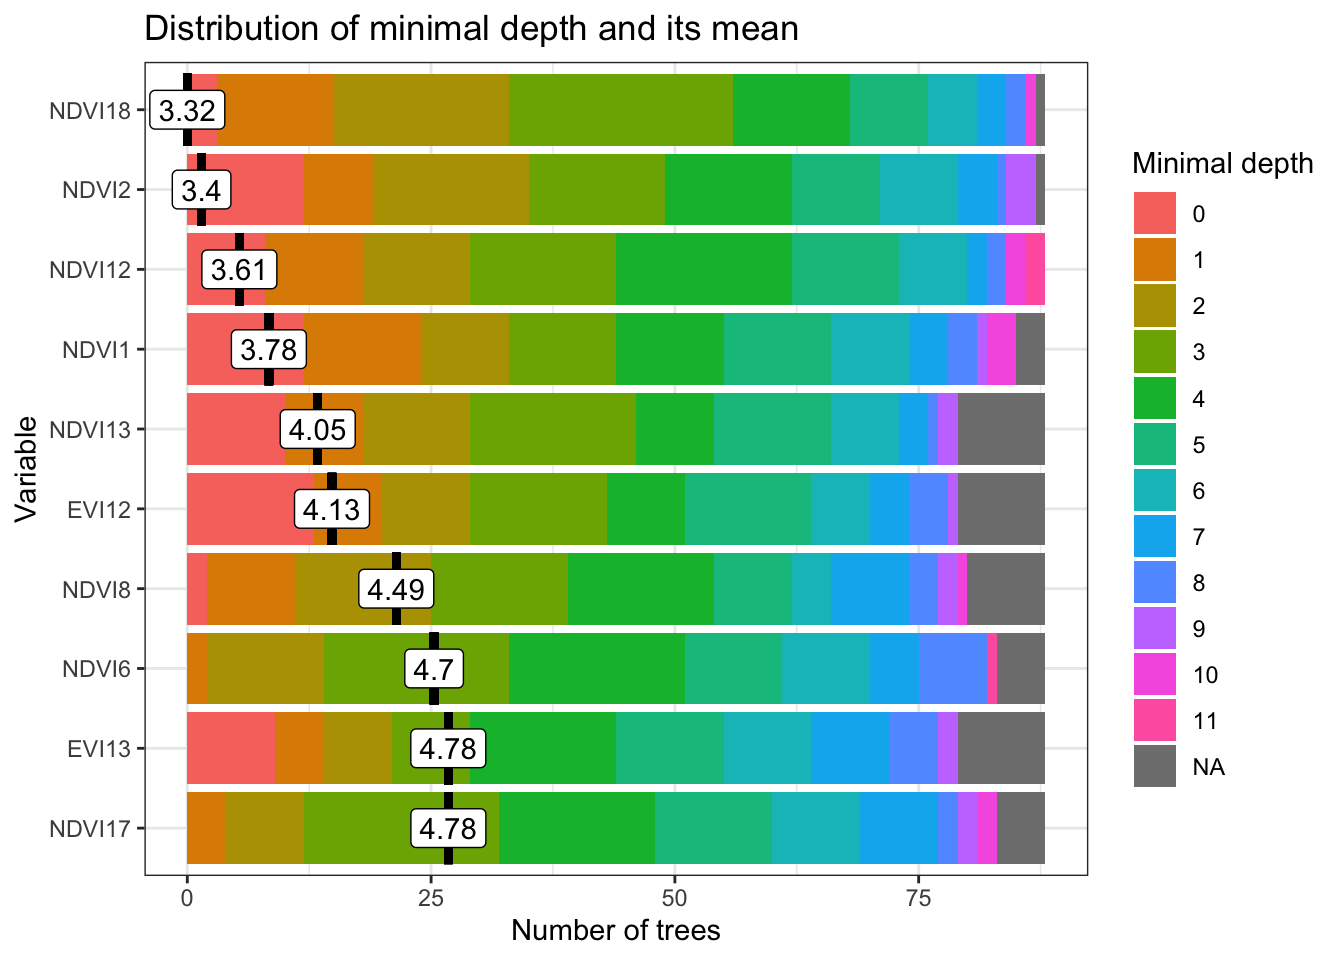 Distribution of minimal depth and its mean
Variable
NDVI18
3.32
NDVI2
3.4
NDVI12
3.61
NDVI1
3.78
NDVI13
4.05
EVI12
4.13
NDVI8
4.49
NDVI6
4.7
EVI13
4.78
NDVI17
4.78
0 25 50 75
Number of trees
Minimal depth
0
1
2
3
4
5
6
7
8
9
10
11
NA